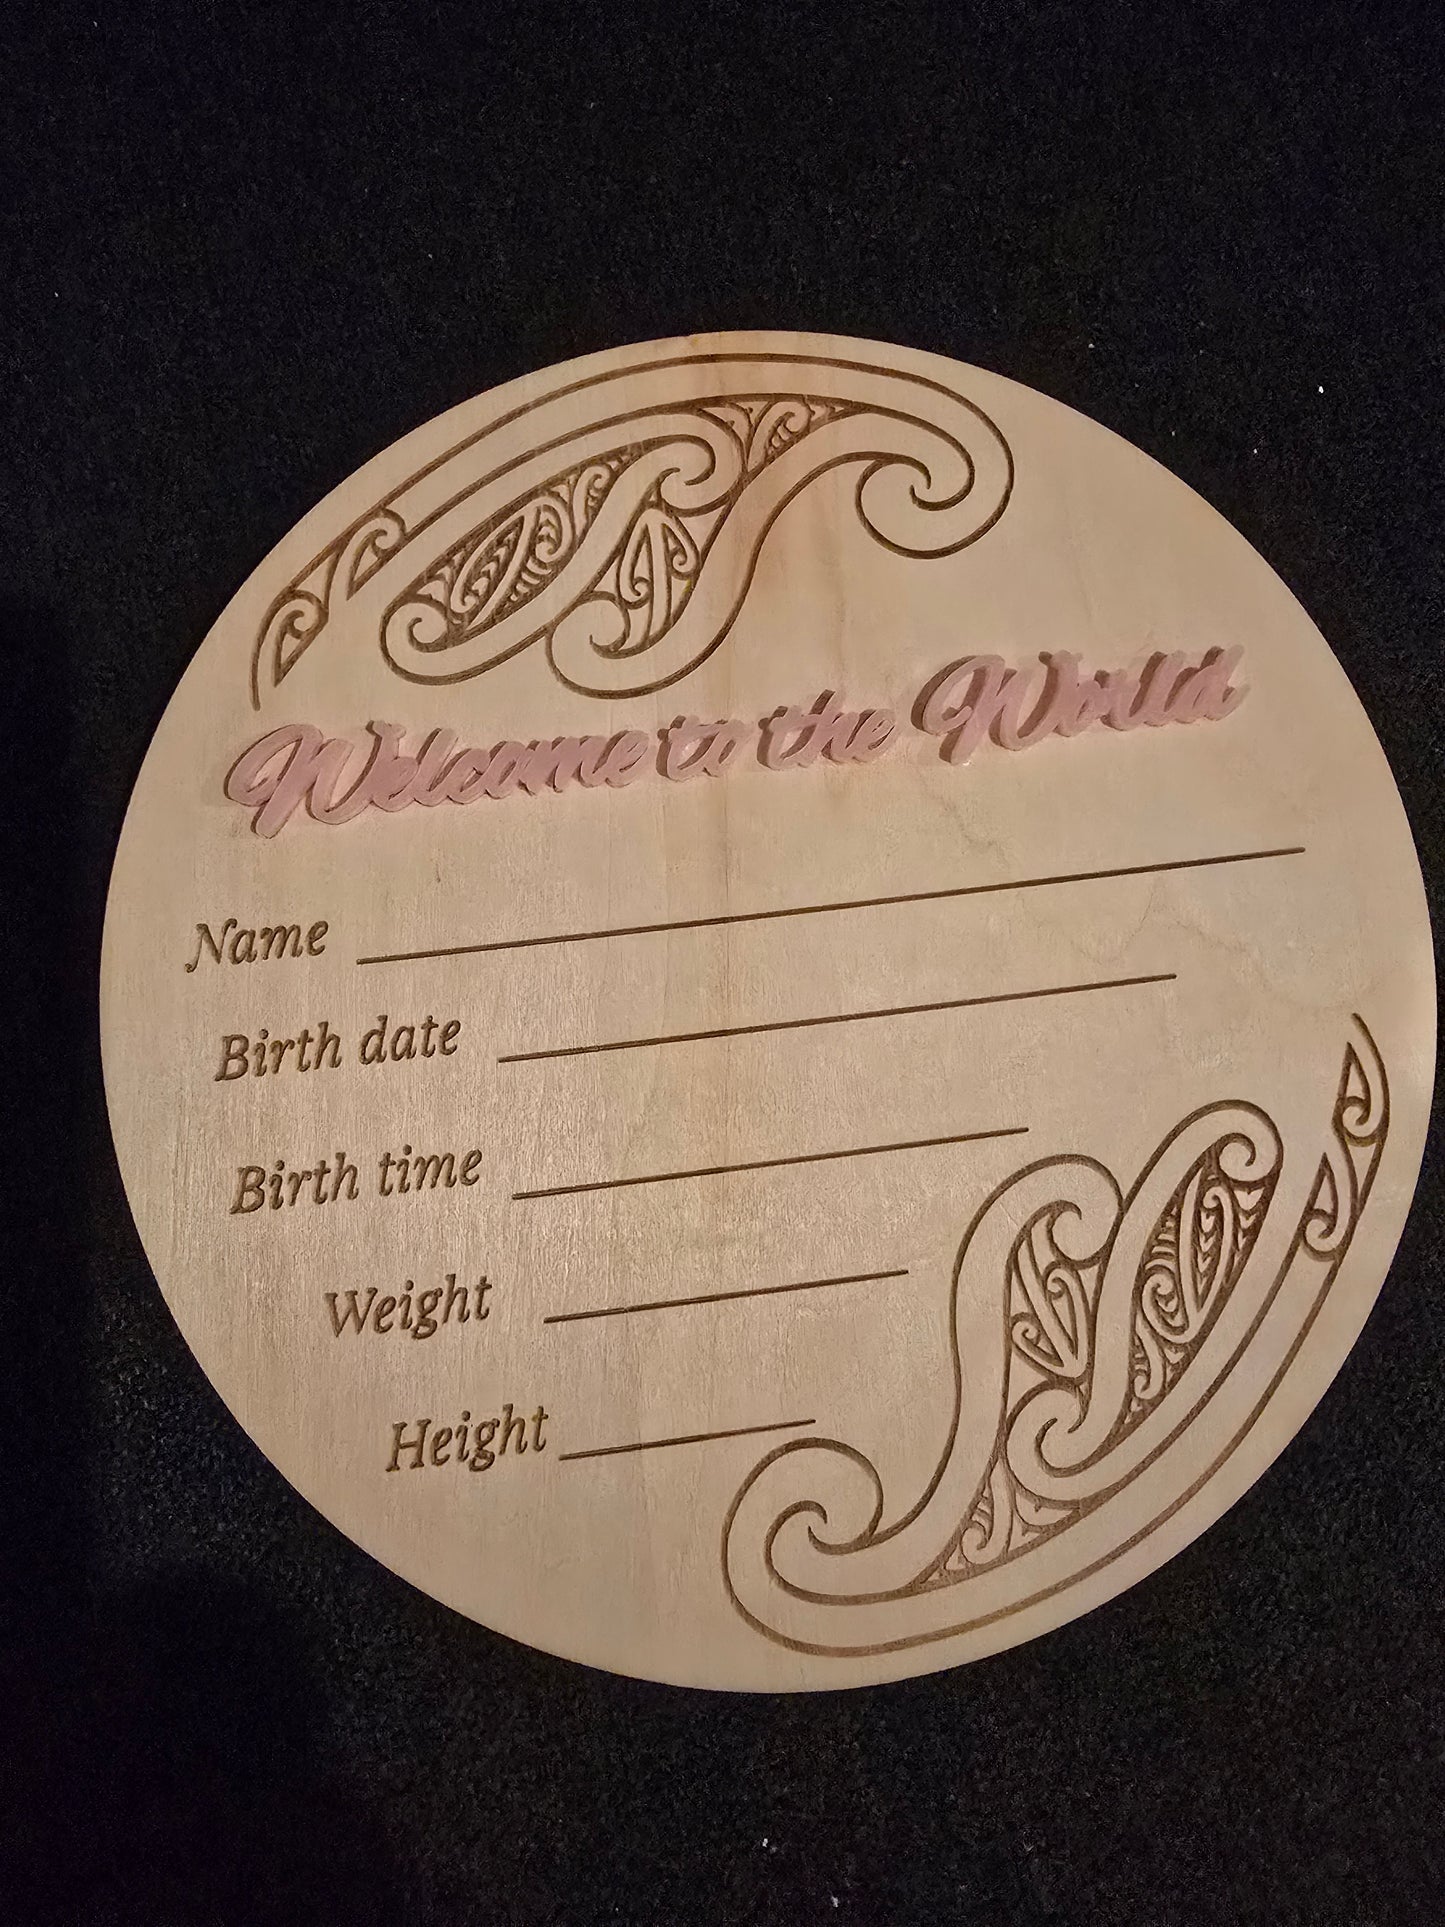 Welcome to the World
Name
Birth date
Birth time
Weight
Height